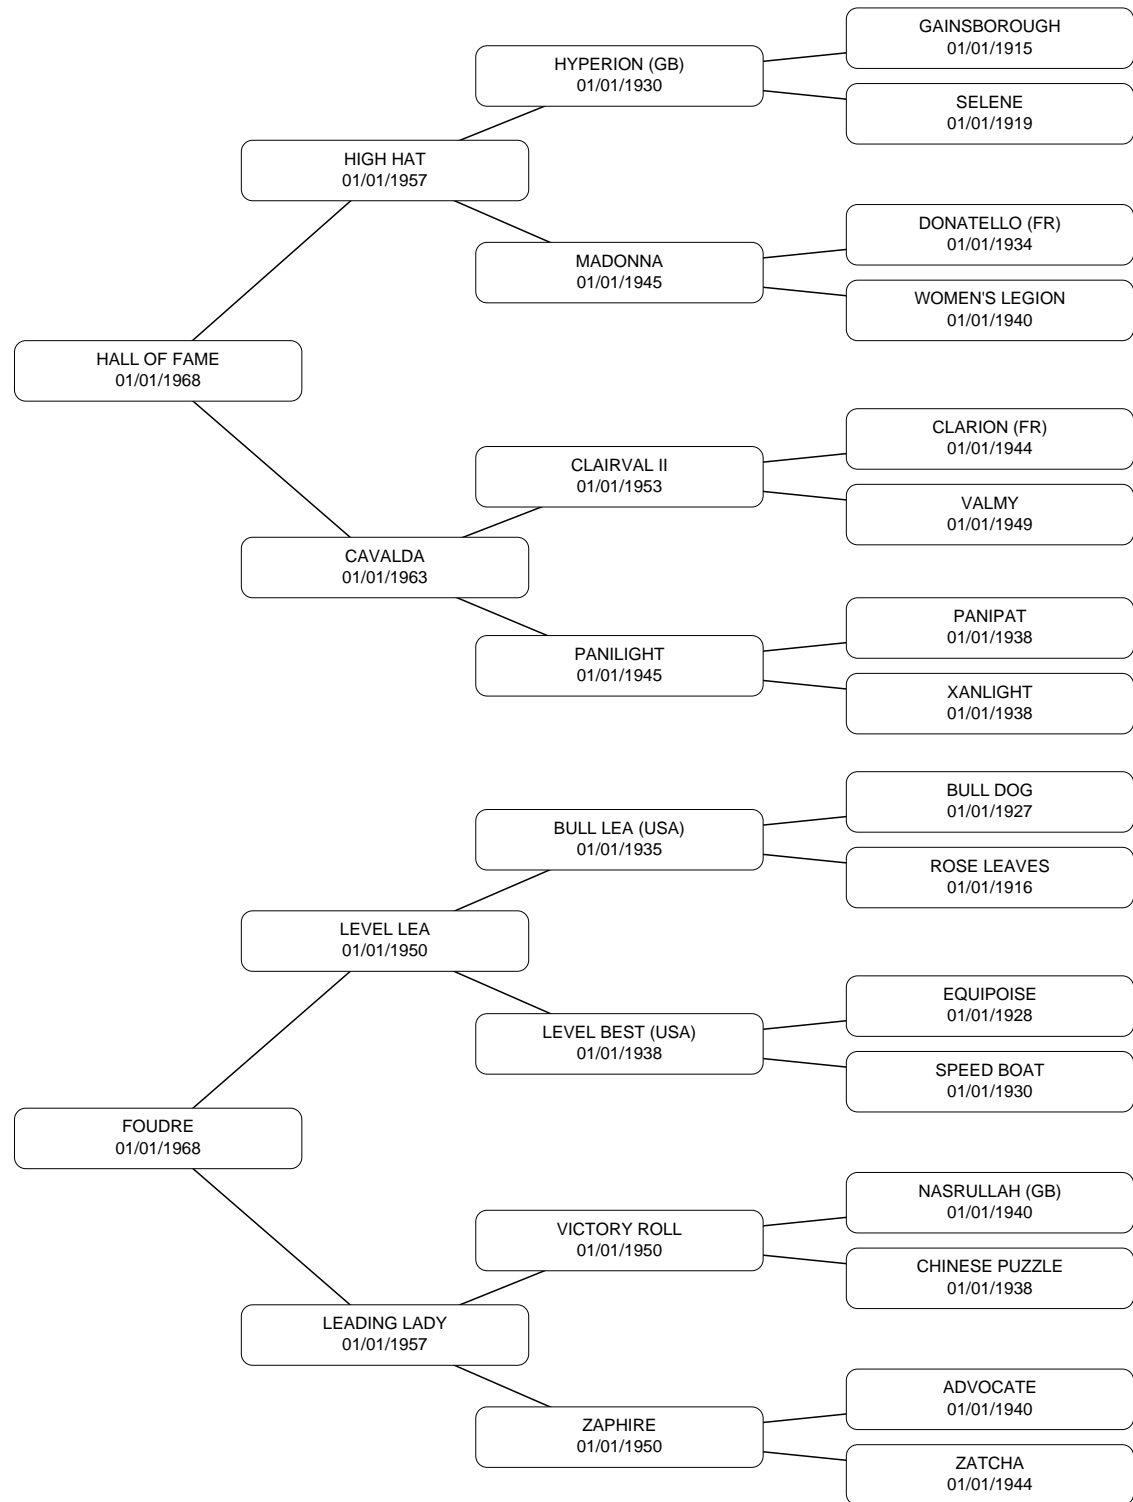 GAINSBOROUGH
01/01/1915
HYPERION (GB)
01/01/1930
SELENE
01/01/1919
HIGH HAT
01/01/1957
DONATELLO (FR)
01/01/1934
MADONNA
01/01/1945
WOMEN'S LEGION
01/01/1940
HALL OF FAME
01/01/1968
CLARION (FR)
01/01/1944
CLAIRVAL II
01/01/1953
VALMY
01/01/1949
CAVALDA
01/01/1963
PANIPAT
01/01/1938
PANILIGHT
01/01/1945
XANLIGHT
01/01/1938
BULL DOG
01/01/1927
BULL LEA (USA)
01/01/1935
ROSE LEAVES
01/01/1916
LEVEL LEA
01/01/1950
EQUIPOISE
01/01/1928
LEVEL BEST (USA)
01/01/1938
SPEED BOAT
01/01/1930
FOUDRE
01/01/1968
NASRULLAH (GB)
01/01/1940
VICTORY ROLL
01/01/1950
CHINESE PUZZLE
01/01/1938
LEADING LADY
01/01/1957
ADVOCATE
01/01/1940
ZAPHIRE
01/01/1950
ZATCHA
01/01/1944